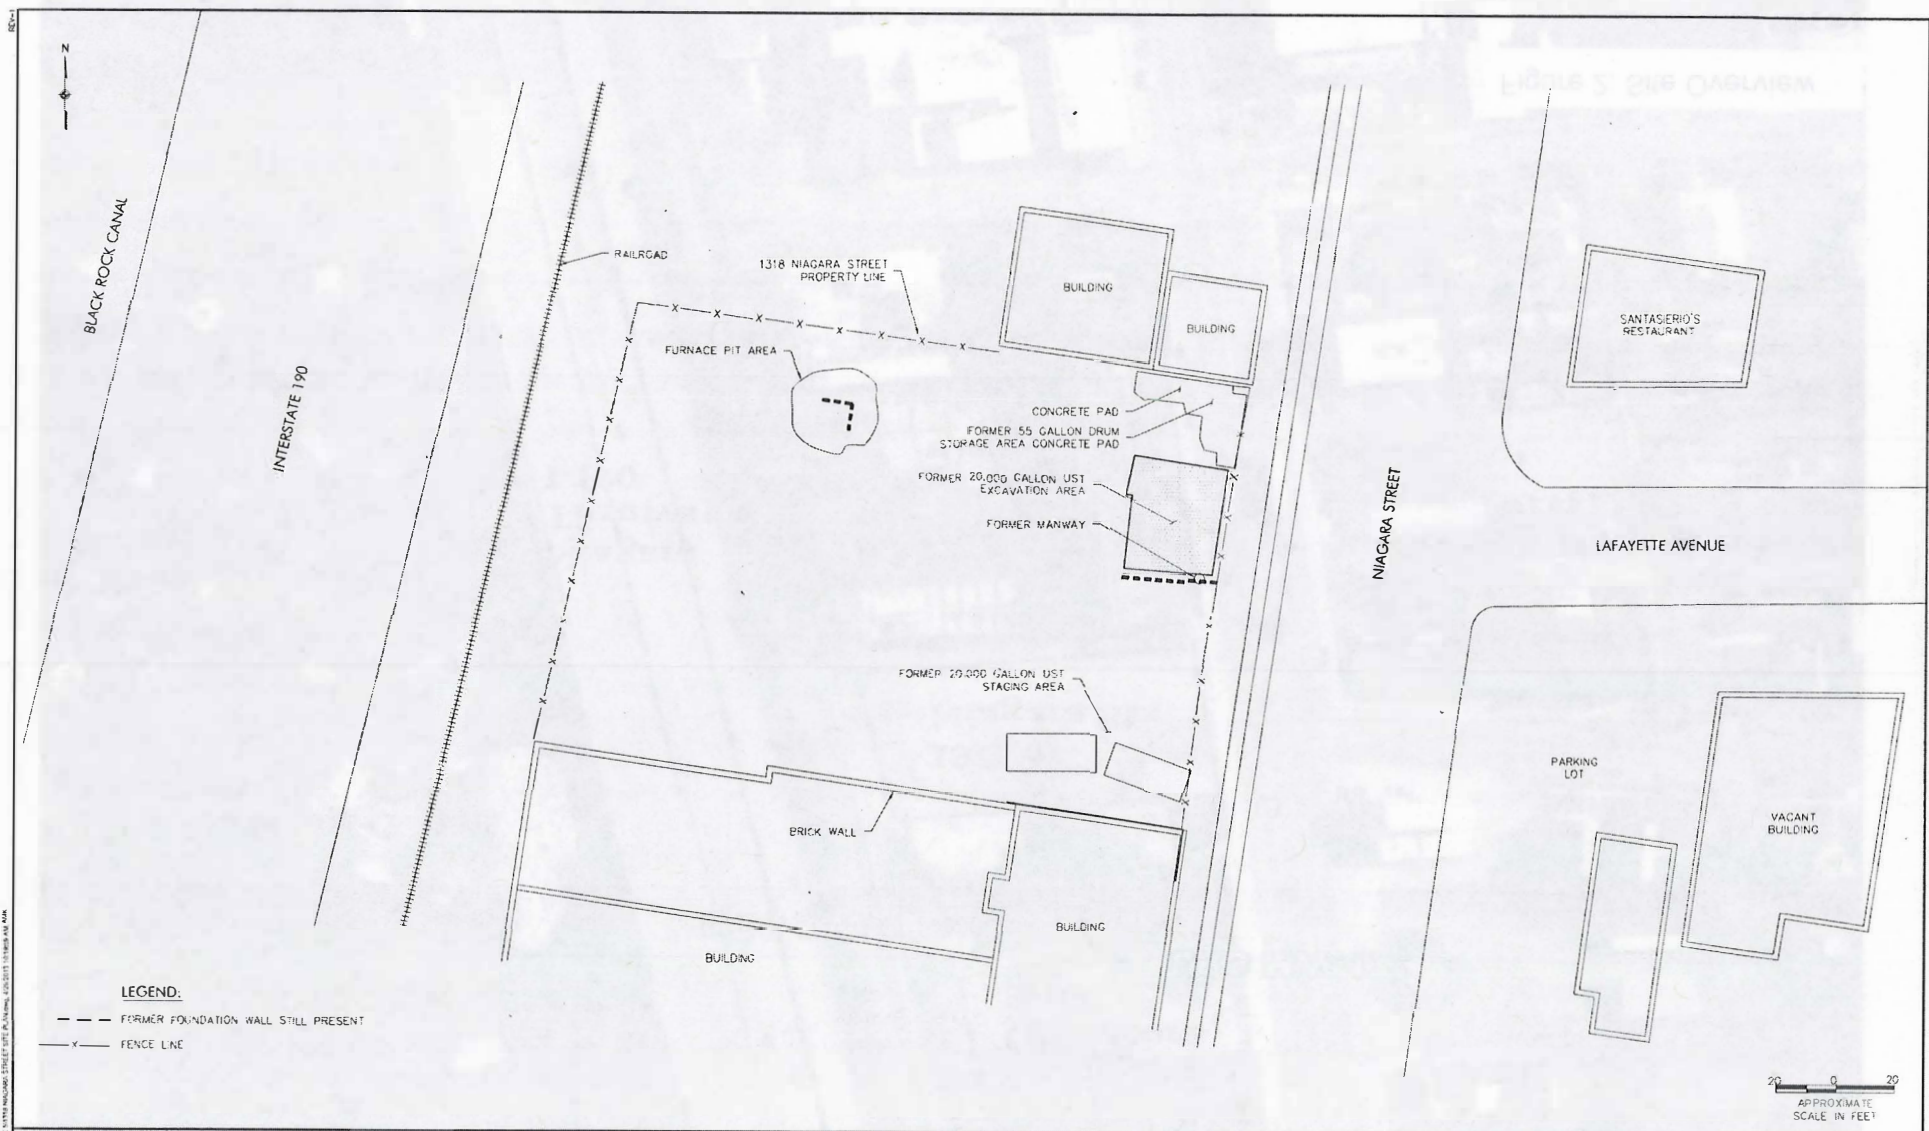 REV-1
N
BLACK ROCK CANAL
INTERSTATE 190
RAILROAD
1318 NIAGARA STREET
PROPERTY LINE
FURNACE PIT AREA
BUILDING
BUILDING
CONCRETE PAD
FORMER 55 GALLON DRUM
STORAGE AREA CONCRETE PAD
FORMER 20,000 GALLON UST
EXCAVATION AREA
FORMER MANWAY
FORMER 20,000 GALLON UST
STAGING AREA
BRICK WALL
BUILDING
BUILDING
NIAGARA STREET
Figure 2. Site Overview
SANTASIERIO'S
RESTAURANT
LAFAYETTE AVENUE
PARKING
LOT
VACANT
BUILDING
LEGEND:
FORMER FOUNDATION WALL STILL PRESENT
X FENCE LINE
20 0 20
APPROXIMATE
SCALE IN FEET